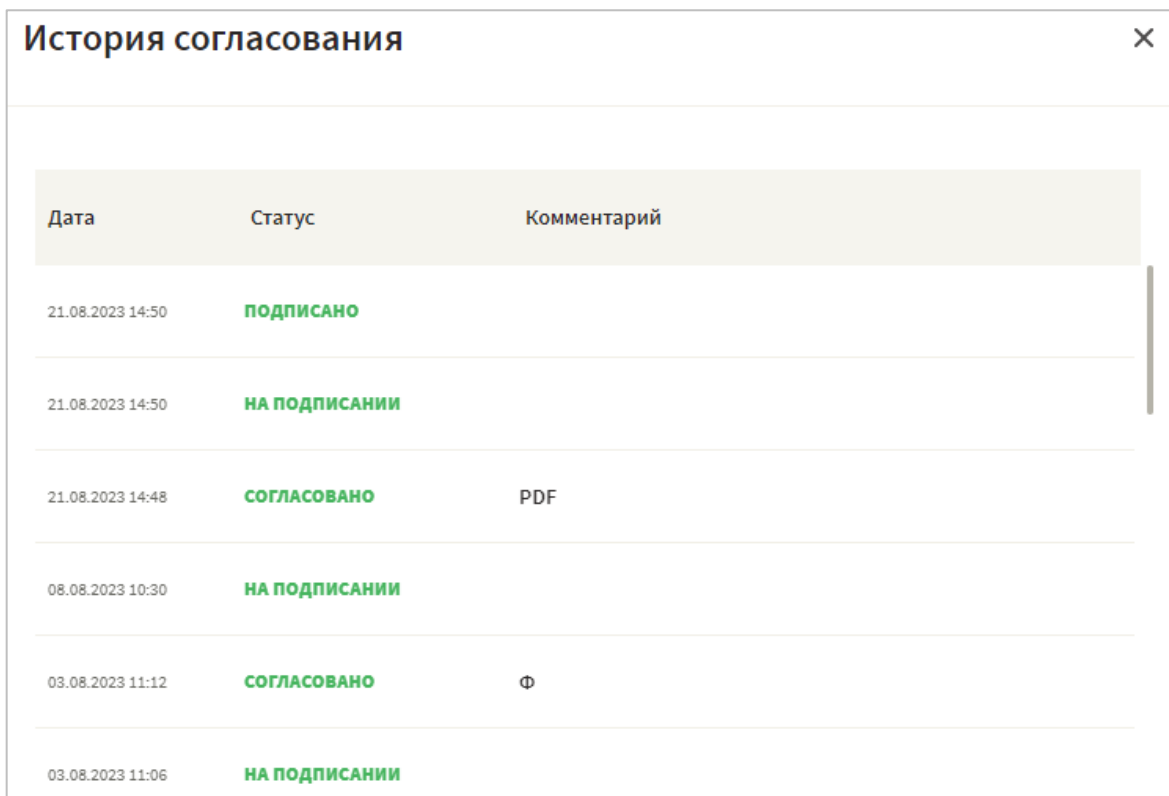 История согласования
Дата Статус Комментарий
21.08.2023 14:50 ПОДПИСАНО
21.08.2023 14:50 НА ПОДПИСАНИИ
21.08.2023 14:48 СОГЛАСОВАНО PDF
08.08.2023 10:30 НА ПОДПИСАНИИ
03.08.2023 11:12 СОГЛАСОВАНО Ф
03.08.2023 11:06 НА ПОДПИСАНИИ